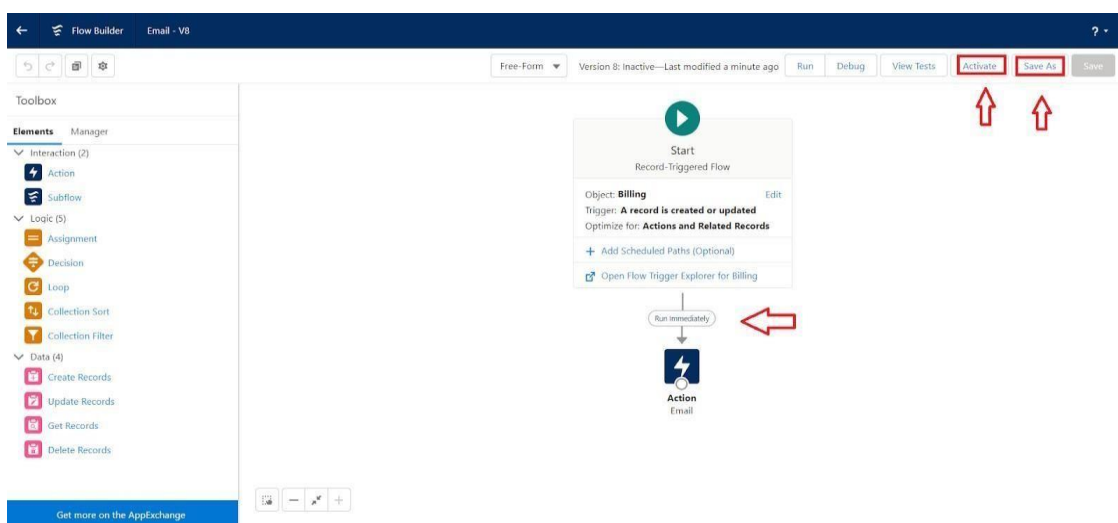 Flow Builder Email - V8 ?
Free-Form Version 8: Inactive—Last modified a minute ago Run Debug View Tests Activate Save As Save
Toolbox
Elements Manager
Interaction (2)
Action
Subflow
Logic (5)
Assignment
Decision
Loop
Collection Sort
Collection Filter
Data (4)
Create Records
Update Records
Get Records
Delete Records
Get more on the AppExchange
Start
Record-Triggered Flow
Object: Billing Edit
Trigger: A record is created or updated
Optimize for: Actions and Related Records
+ Add Scheduled Paths (Optional)
Open Flow Trigger Explorer for Billing
Run Immediately
Action
Email